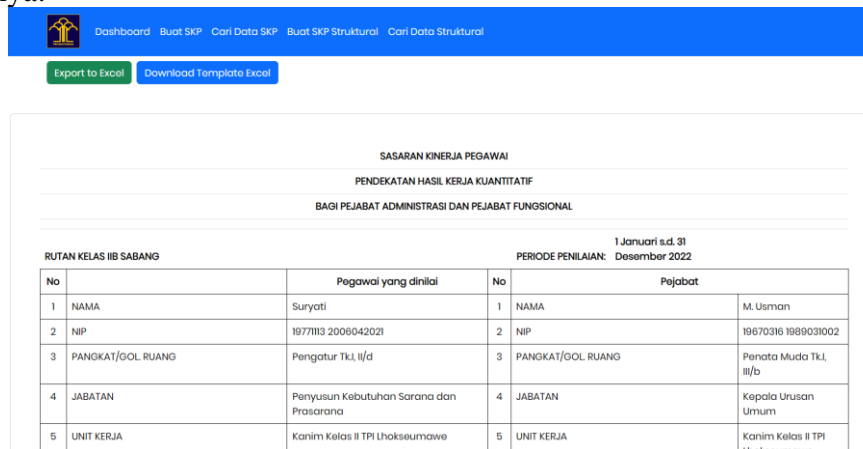 Dashboard Buat SKP Cari Data SKP Buat SKP Struktural Cari Data Struktural
Export to Excel Download Template Excel
SASARAN KINERJA PEGAWAI
PENDEKATAN HASIL KERJA KUANTITATIF
BAGI PEJABAT ADMINISTRASI DAN PEJABAT FUNGSIONAL
RUTAN KELAS IIB SABANG PERIODE PENILAIAN: 1 Januari s.d. 31 Desember 2022
No Pegawai yang dinilai No Pejabat
1 NAMA Suryati 1 NAMA M. Usman
2 NIP 19771113 2006042021 2 NIP 19670316 1989031002
3 PANGKAT/GOL. RUANG Pengatur Tk.I, II/d 3 PANGKAT/GOL. RUANG Penata Muda Tk.I, III/b
4 JABATAN Penyusun Kebutuhan Sarana dan Prasarana 4 JABATAN Kepala Urusan Umum
5 UNIT KERJA Kanim Kelas II TPI Lhokseumawe 5 UNIT KERJA Kanim Kelas II TPI